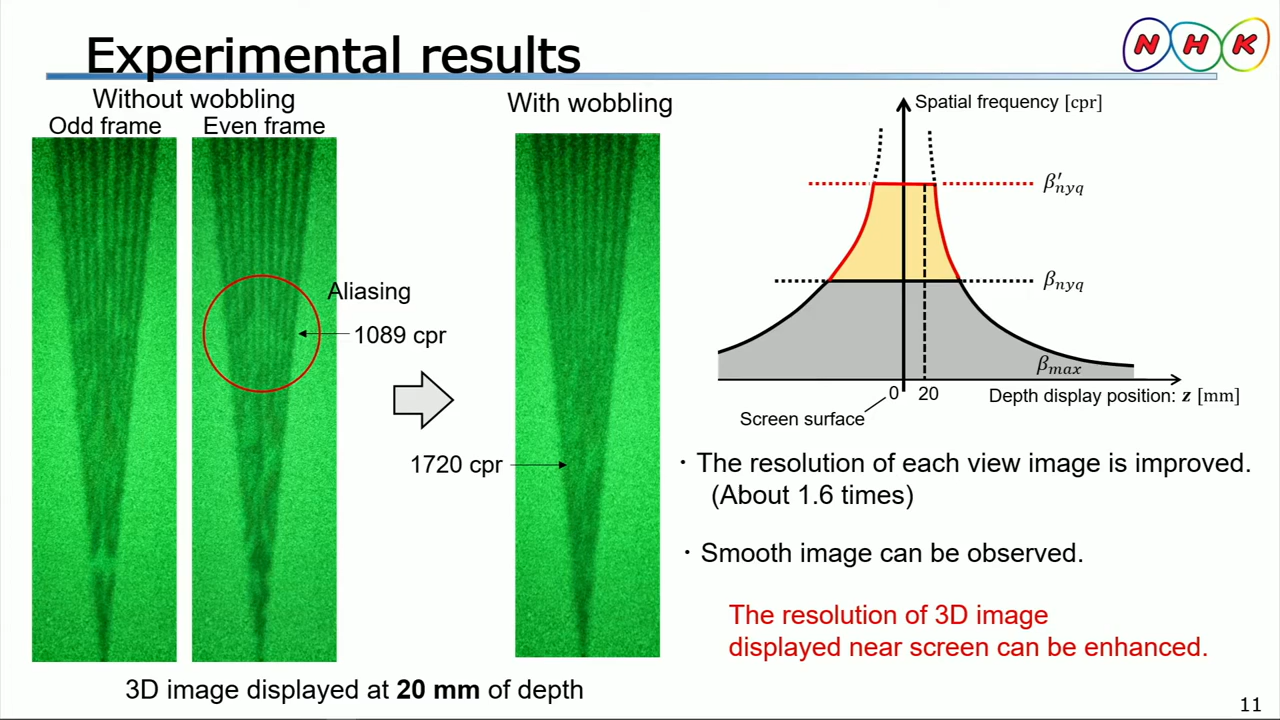 Experimental results
NHK
Without wobbling
Odd frame
Even frame
With wobbling
Aliasing
1089 cpr
1720 cpr
3D image displayed at 20 mm of depth
Spatial frequency [cpr]
β′nyq
βnyq
βmax
0
20
Depth display position: z [mm]
Screen surface
・The resolution of each view image is improved.
(About 1.6 times)
・Smooth image can be observed.
The resolution of 3D image
displayed near screen can be enhanced.
11